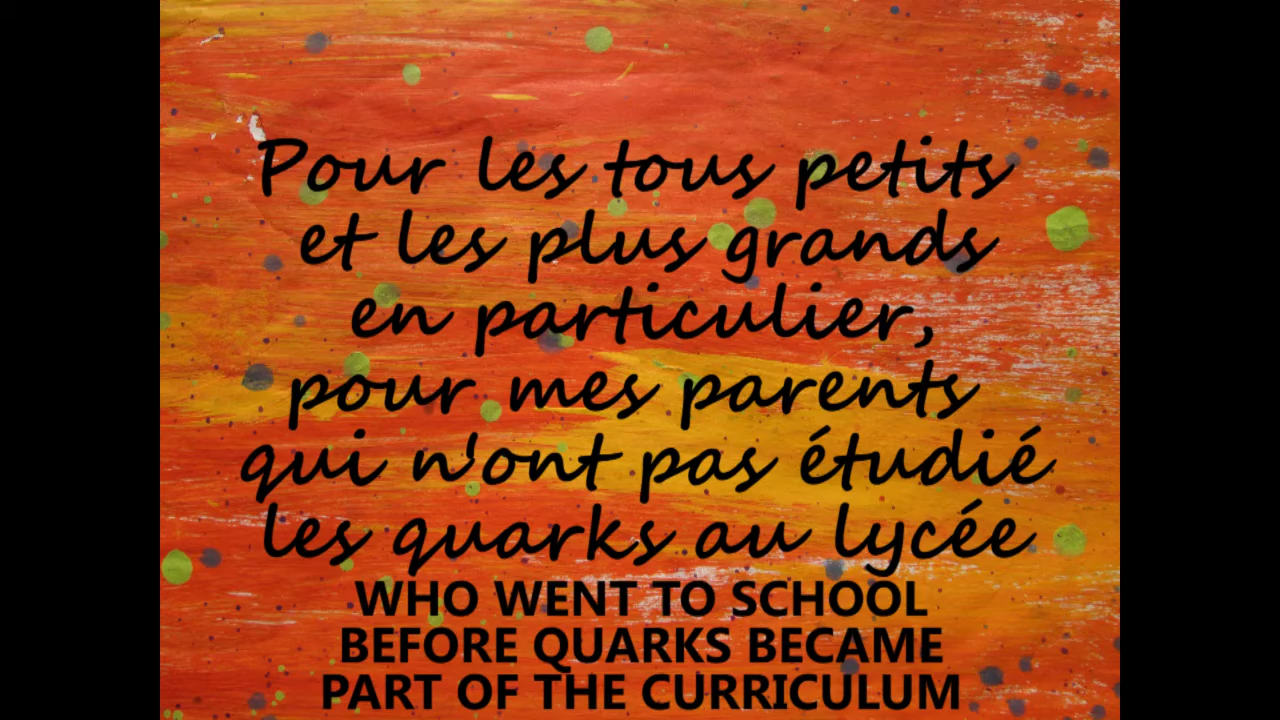 Pour les tous petits
et les plus grands
en particulier,
pour mes parents
qui n'ont pas étudié
les quarks au lycée
WHO WENT TO SCHOOL
BEFORE QUARKS BECAME
PART OF THE CURRICULUM